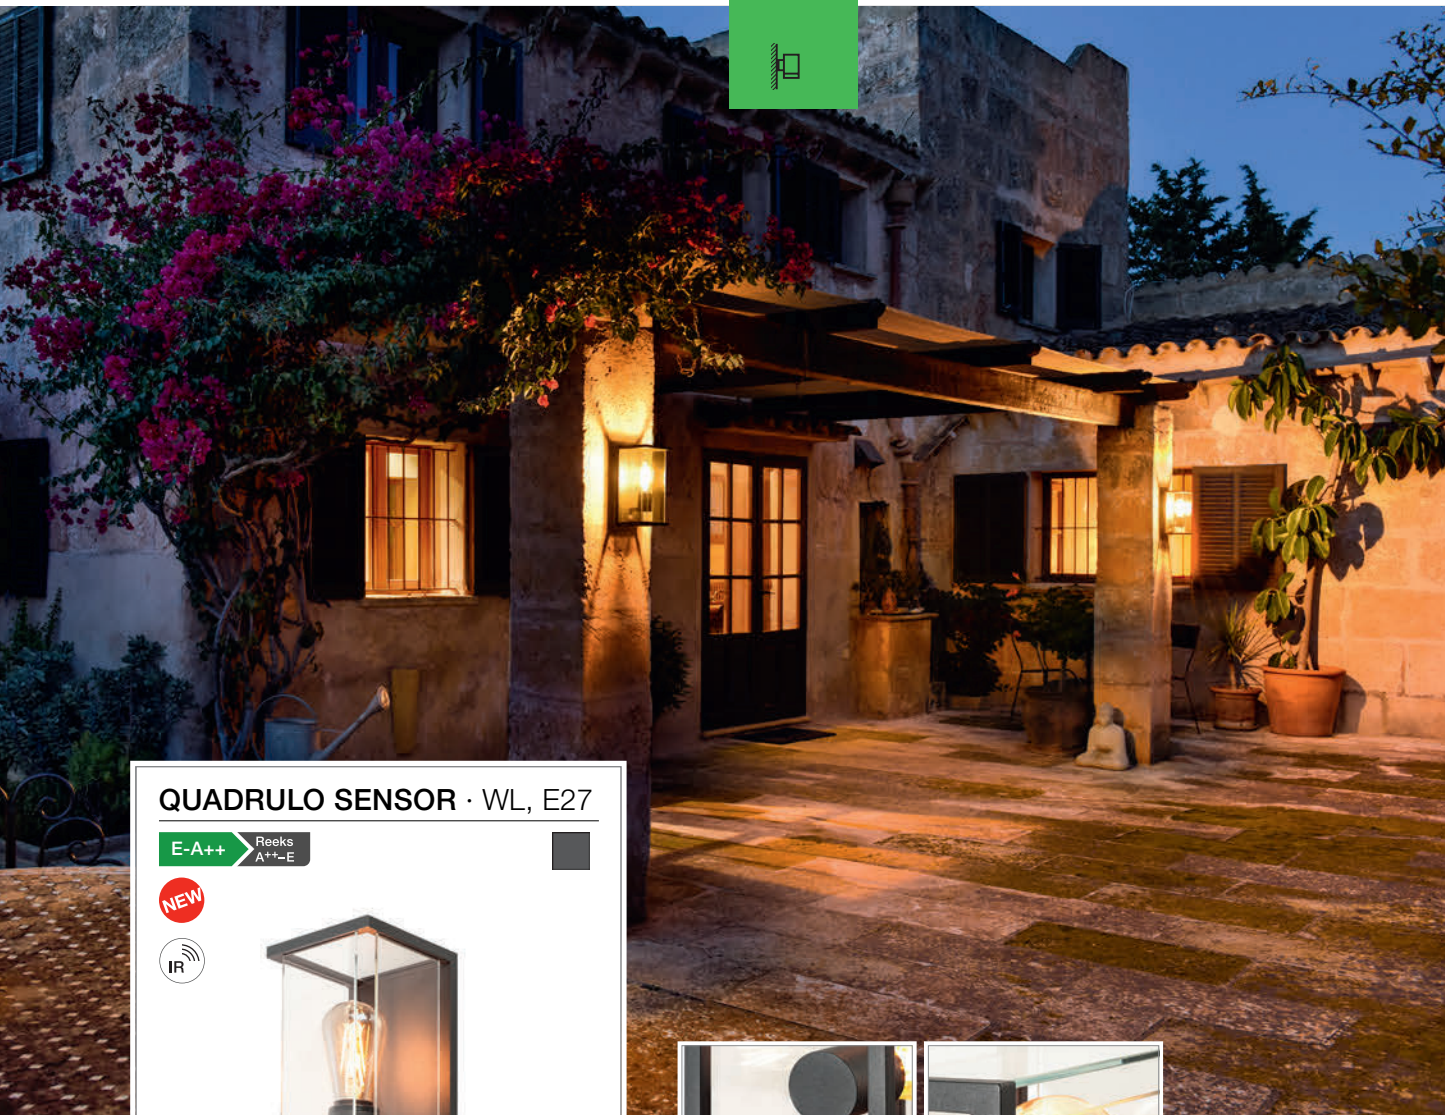 QUADRULO SENSOR · WL, E27
E-A++
Reeks
A++–E
NEW
IR